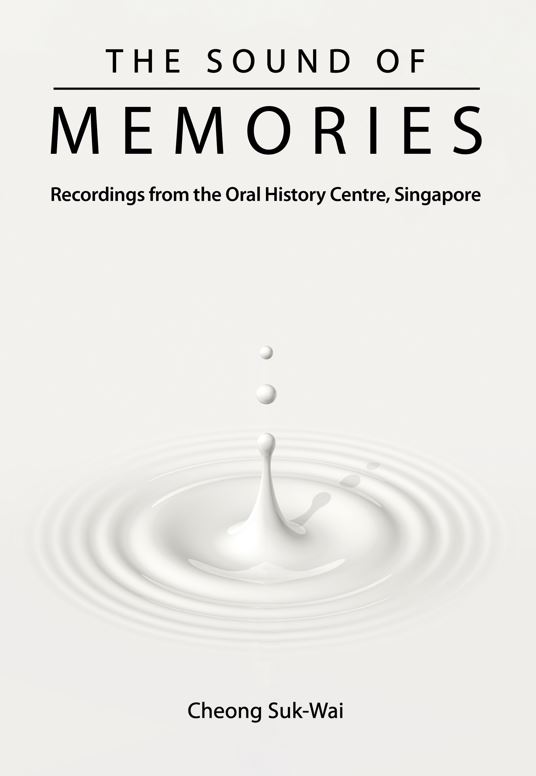 THE SOUND OF
MEMORIES
Recordings from the Oral History Centre, Singapore
Cheong Suk-Wai